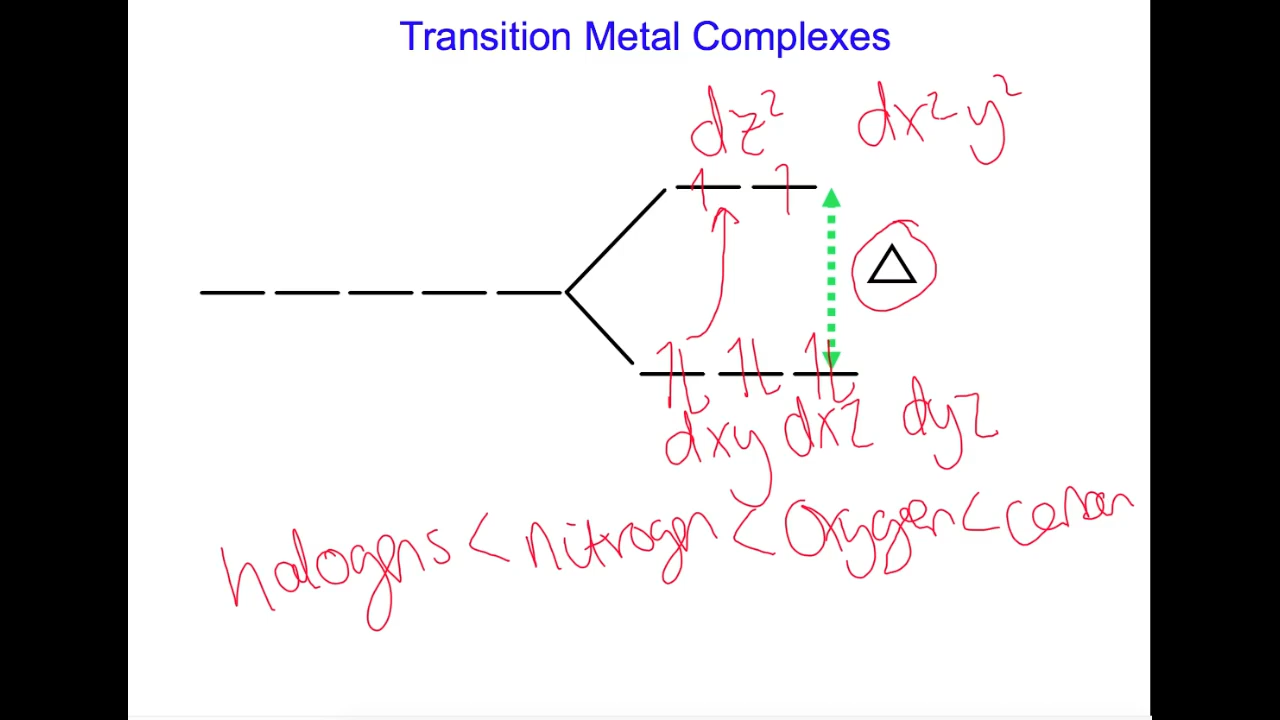 Transition Metal Complexes
dz² dx² y²
△
dxy dxz dyz
halogens < nitrogen < oxygen < carbon